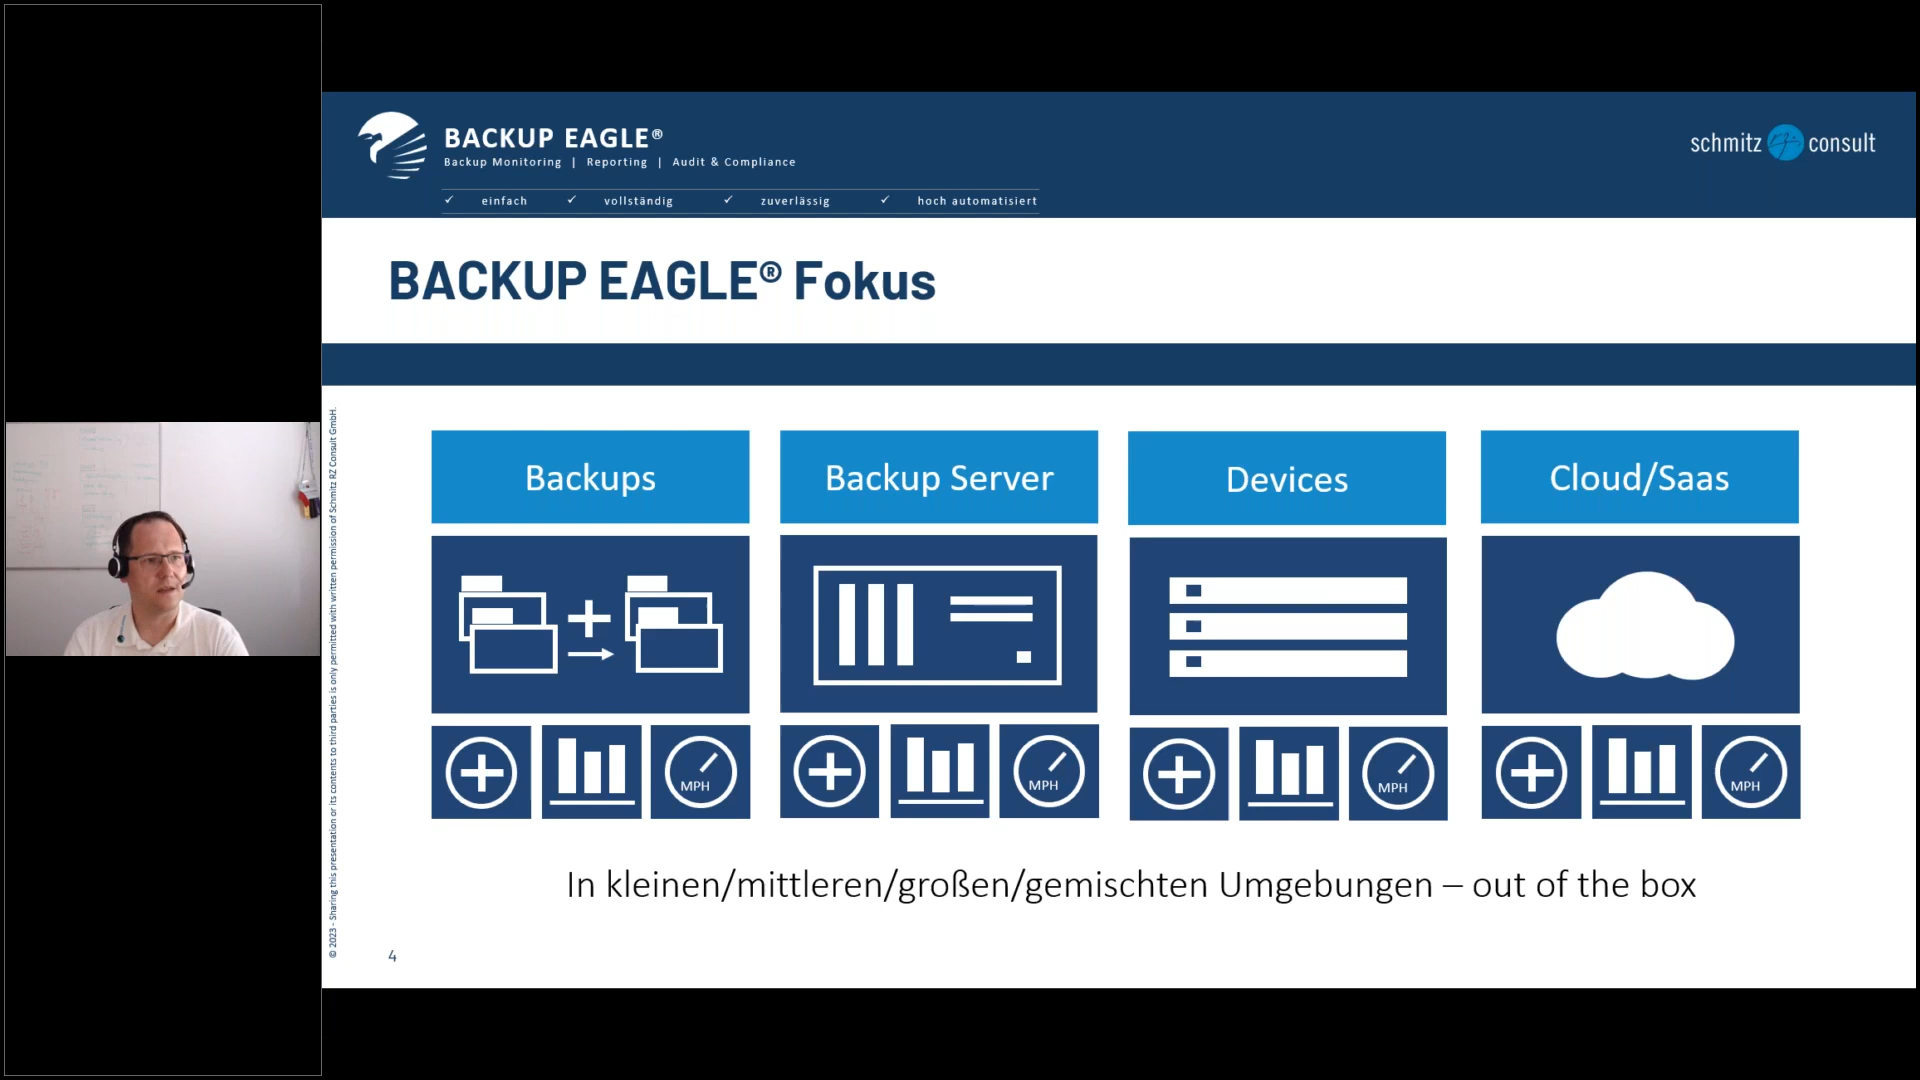 BACKUP EAGLE®
Backup Monitoring | Reporting | Audit & Compliance
✓ einfach ✓ vollständig ✓ zuverlässig ✓ hoch automatisiert
schmitz rz consult
BACKUP EAGLE® Fokus
© 2023 - Sharing this presentation or its contents to third parties is only permitted with written permission of Schmitz RZ Consult GmbH.
Backups
Backup Server
Devices
Cloud/Saas
MPH
MPH
MPH
MPH
In kleinen/mittleren/großen/gemischten Umgebungen – out of the box
4